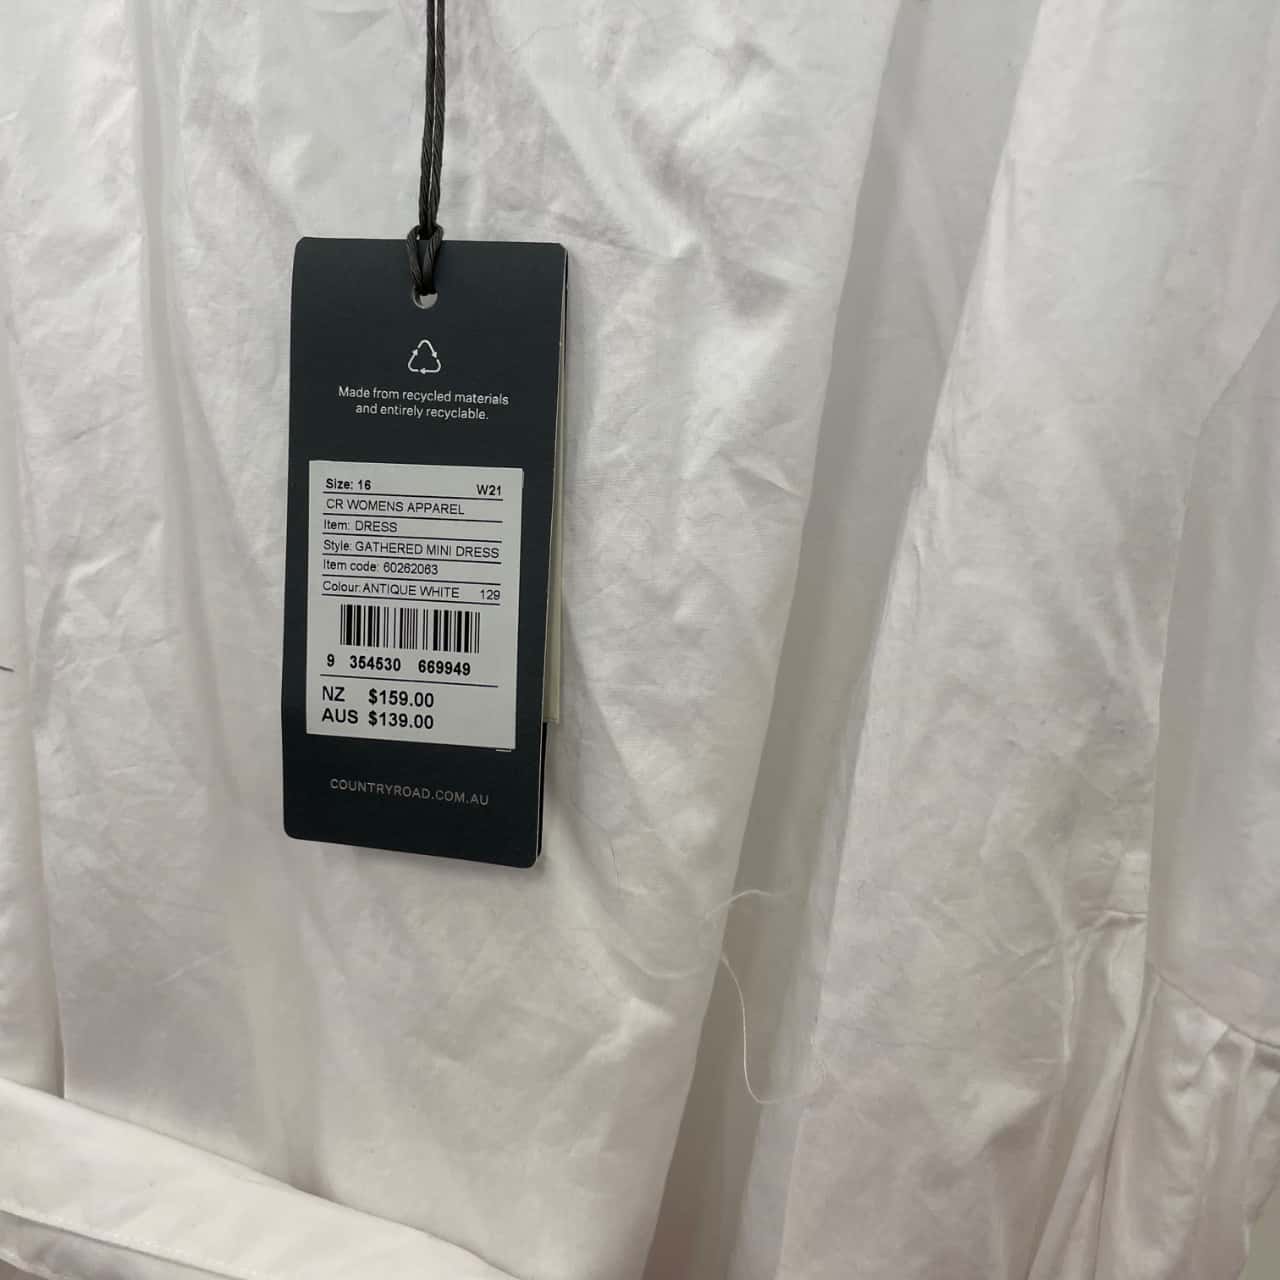 Made from recycled materials
and entirely recyclable.
Size: 16 W21
CR WOMENS APPAREL
Item: DRESS
Style: GATHERED MINI DRESS
Item code: 60262063
Colour: ANTIQUE WHITE 129
9 354530 669949
NZ $159.00
AUS $139.00
COUNTRYROAD.COM.AU